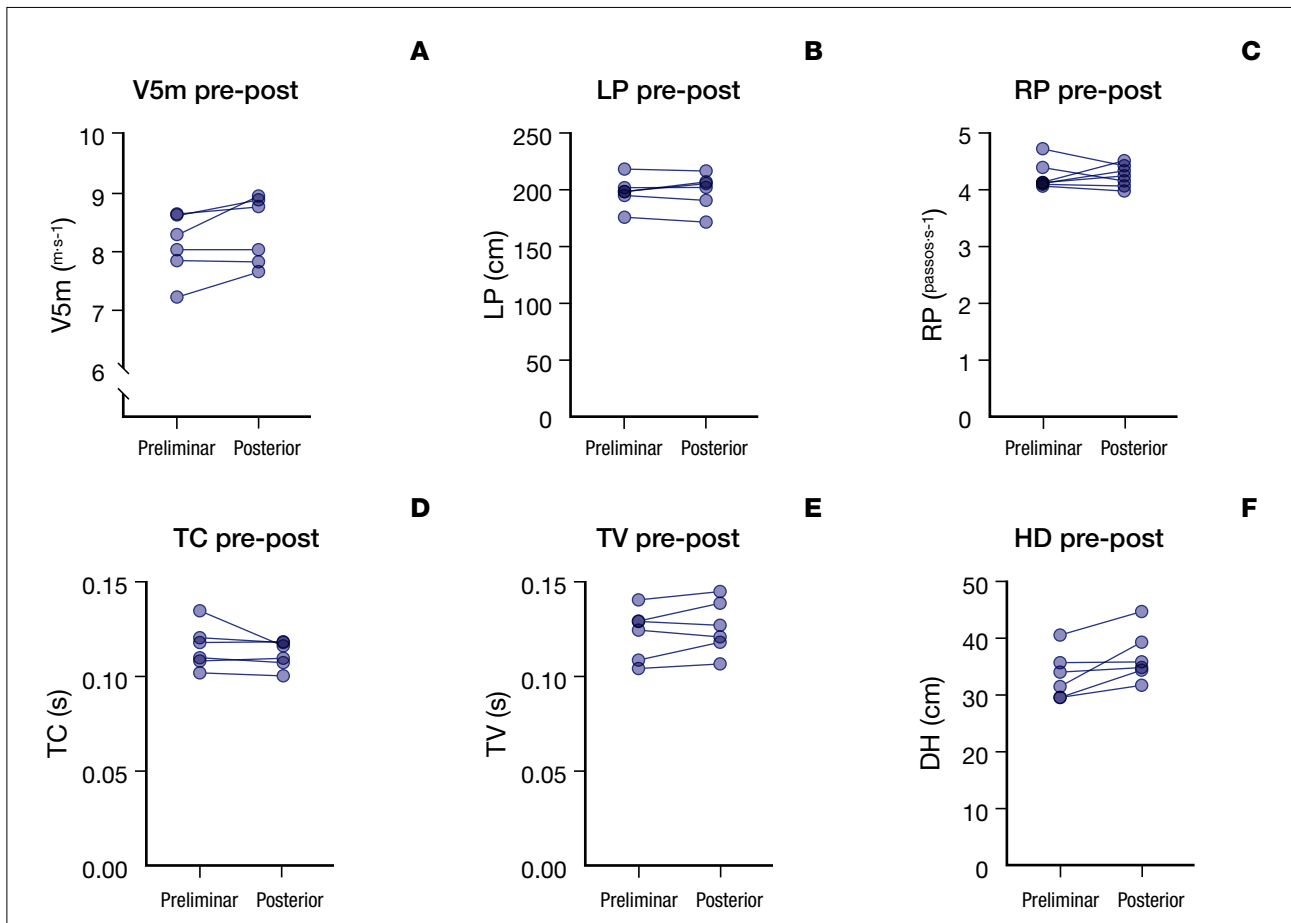 A
V5m pre-post
V5m (m·s-1)
10
9
8
7
6
Preliminar Posterior
B
LP pre-post
LP (cm)
250
200
150
100
50
0
Preliminar Posterior
C
RP pre-post
RP (passos·s-1)
5
4
3
2
1
0
Preliminar Posterior
D
TC pre-post
TC (s)
0.15
0.10
0.05
0.00
Preliminar Posterior
E
TV pre-post
TV (s)
0.15
0.10
0.05
0.00
Preliminar Posterior
F
HD pre-post
DH (cm)
50
40
30
20
10
0
Preliminar Posterior